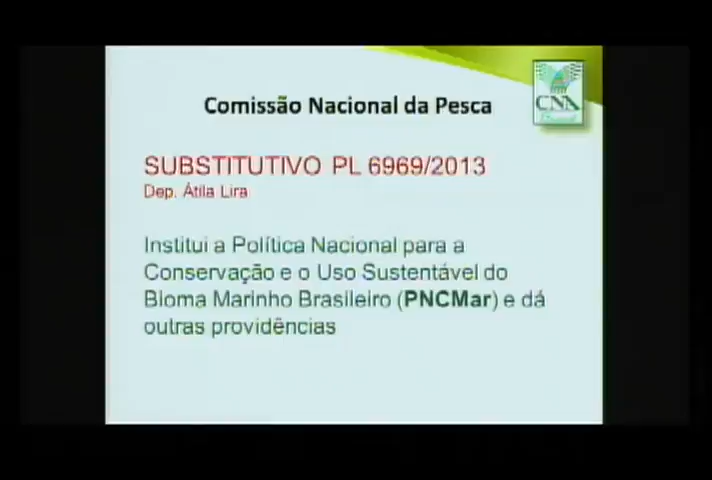 Comissão Nacional da Pesca
CNA
SUBSTITUTIVO PL 6969/2013
Dep. Átila Lira
Institui a Política Nacional para a
Conservação e o Uso Sustentável do
Bioma Marinho Brasileiro (PNCMar) e dá
outras providências